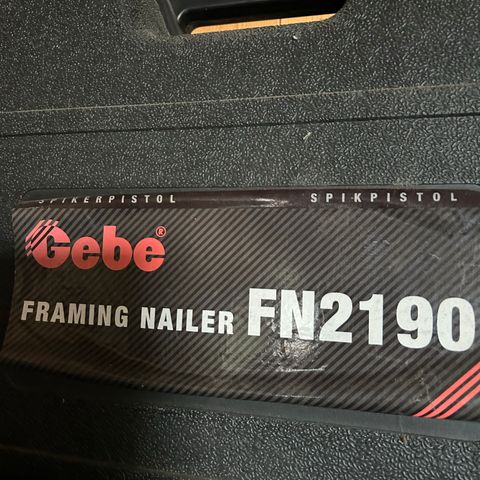 SPIKERPISTOL SPIKPISTOL
Gebe®
FRAMING NAILER FN2190